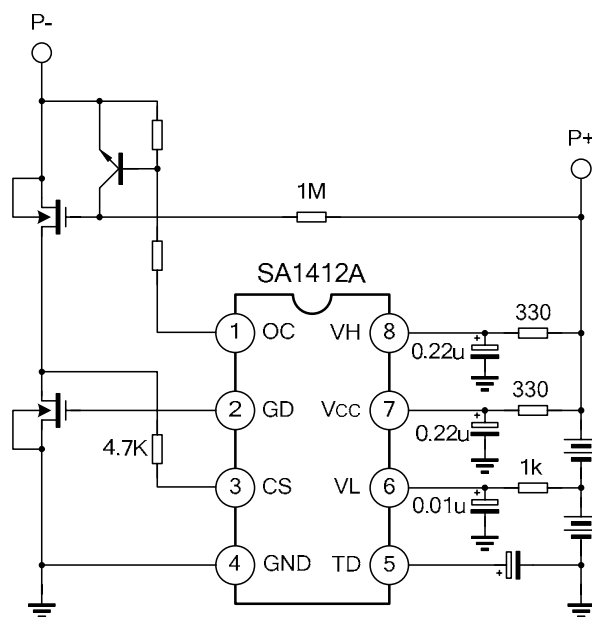 P-
P+
1M
SA1412A
1 OC VH 8
330
0.22u
2 GD VCC 7
330
0.22u
4.7K
3 CS VL 6
1k
0.01u
4 GND TD 5
+
+
+
+